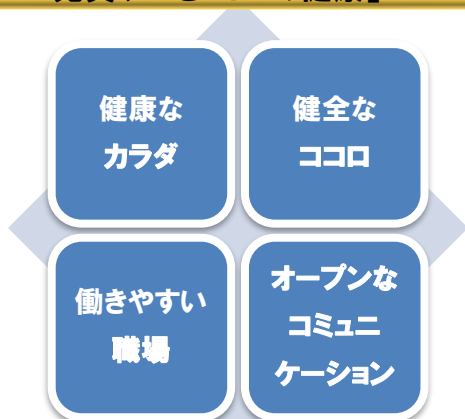 健康な
カラダ
健全な
ココロ
働きやすい
職場
オープンな
コミュニ
ケーション